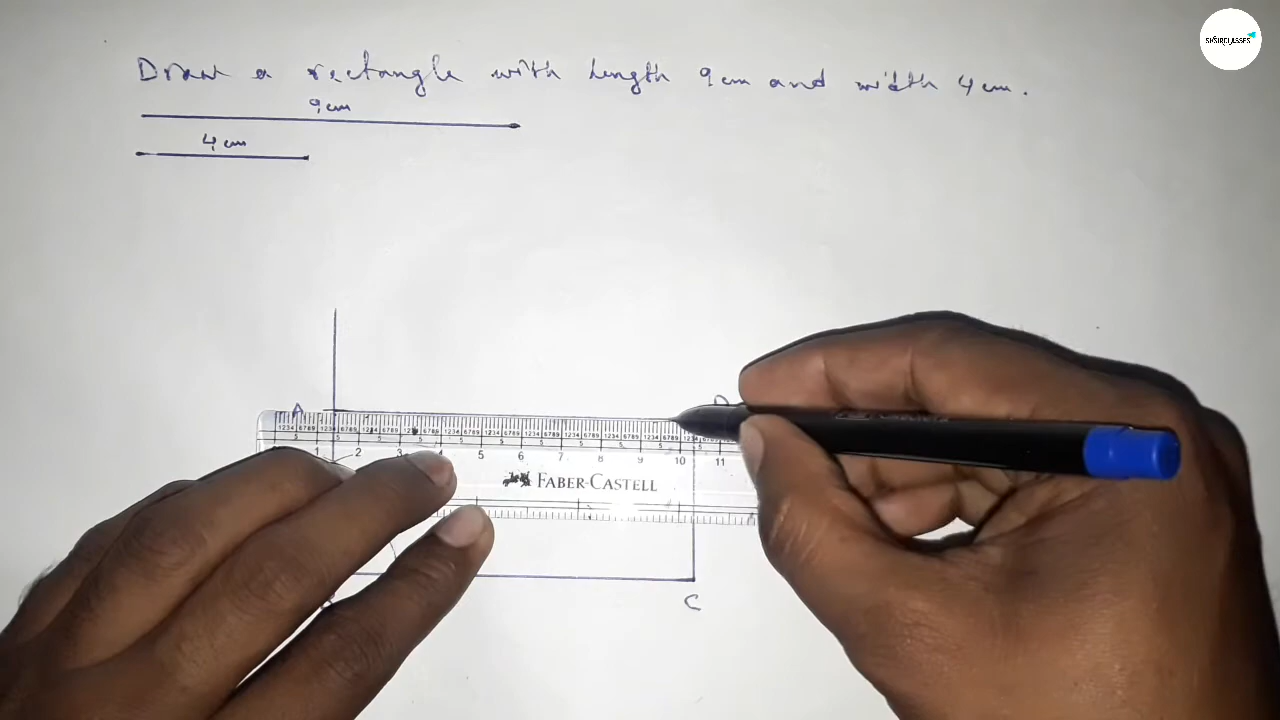 Draw a rectangle with length 9cm and width 4cm.
9cm
4cm
A
D
1 2 3 4 5 6 7 8 9 10 11
FABER-CASTELL
C